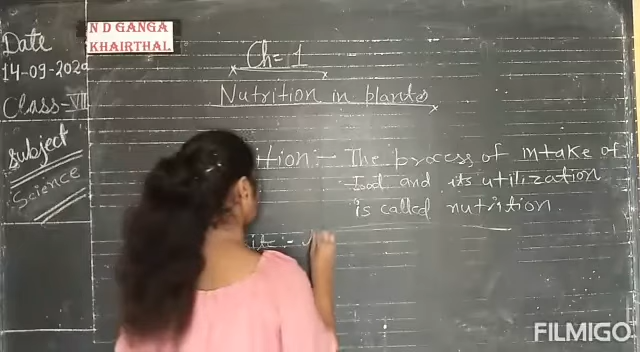 N D GANGA
KHAIRTHAL
Date
14-09-2020
Class-VII
Subject
Science
Ch=1
Nutrition in plants
ition:- The process of intake of
food and its utilization
is called nutrition.
FILMIGO